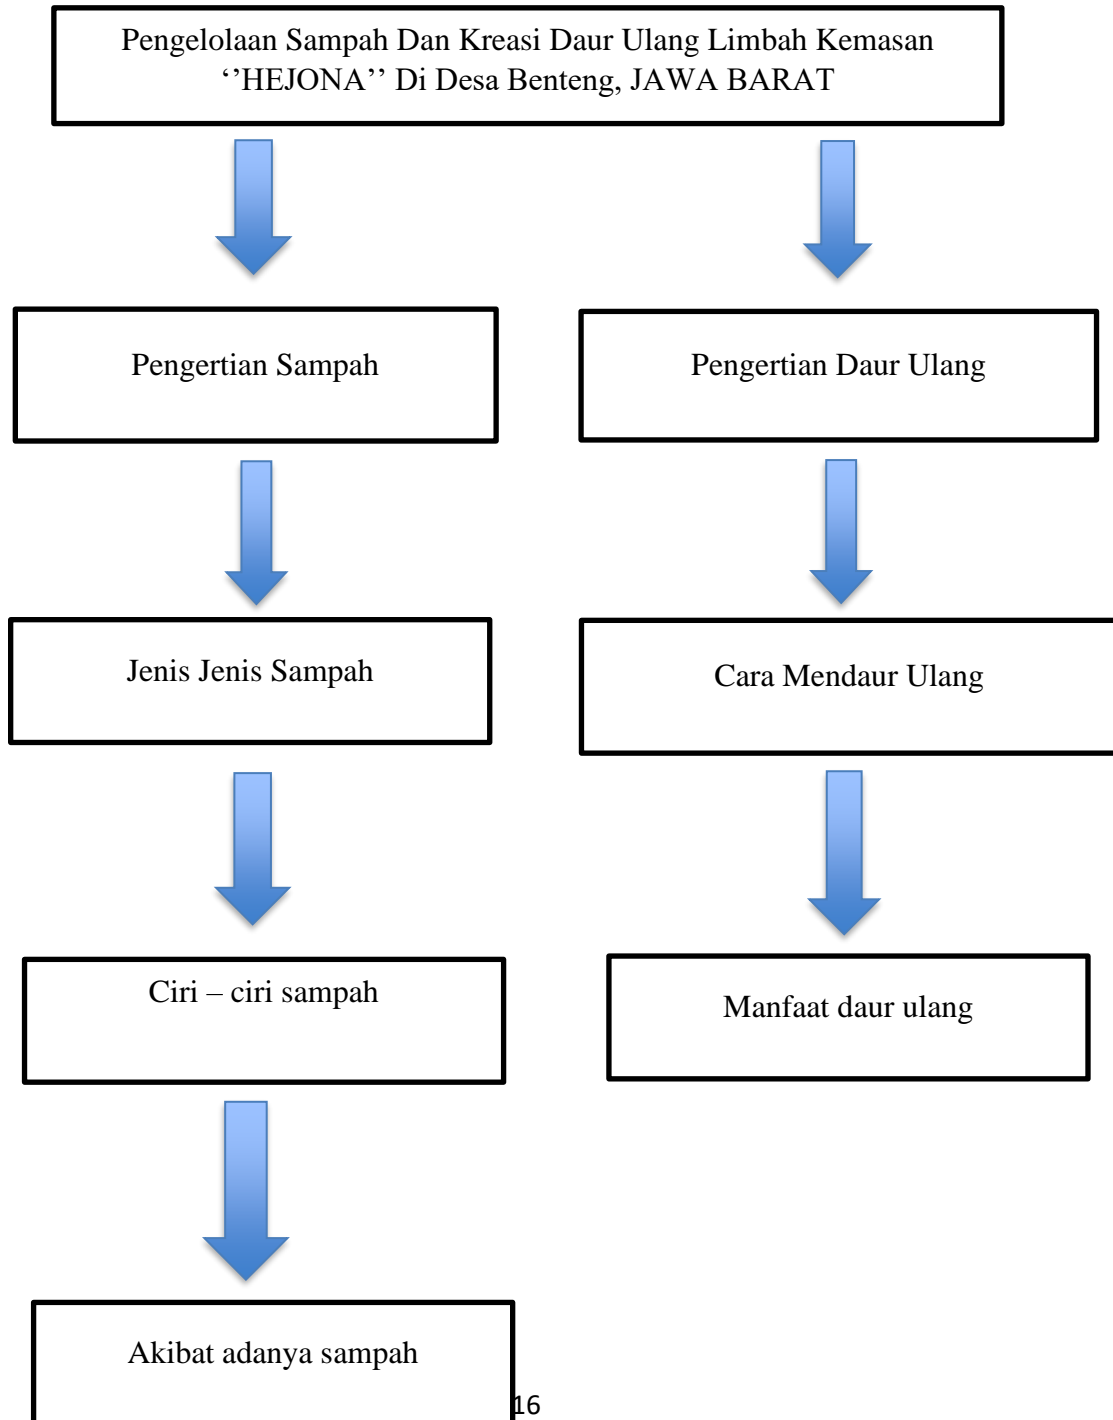 Pengelolaan Sampah Dan Kreasi Daur Ulang Limbah Kemasan
‘’HEJONA’’ Di Desa Benteng, JAWA BARAT
Pengertian Sampah
Pengertian Daur Ulang
Jenis Jenis Sampah
Cara Mendaur Ulang
Ciri – ciri sampah
Manfaat daur ulang
Akibat adanya sampah
16